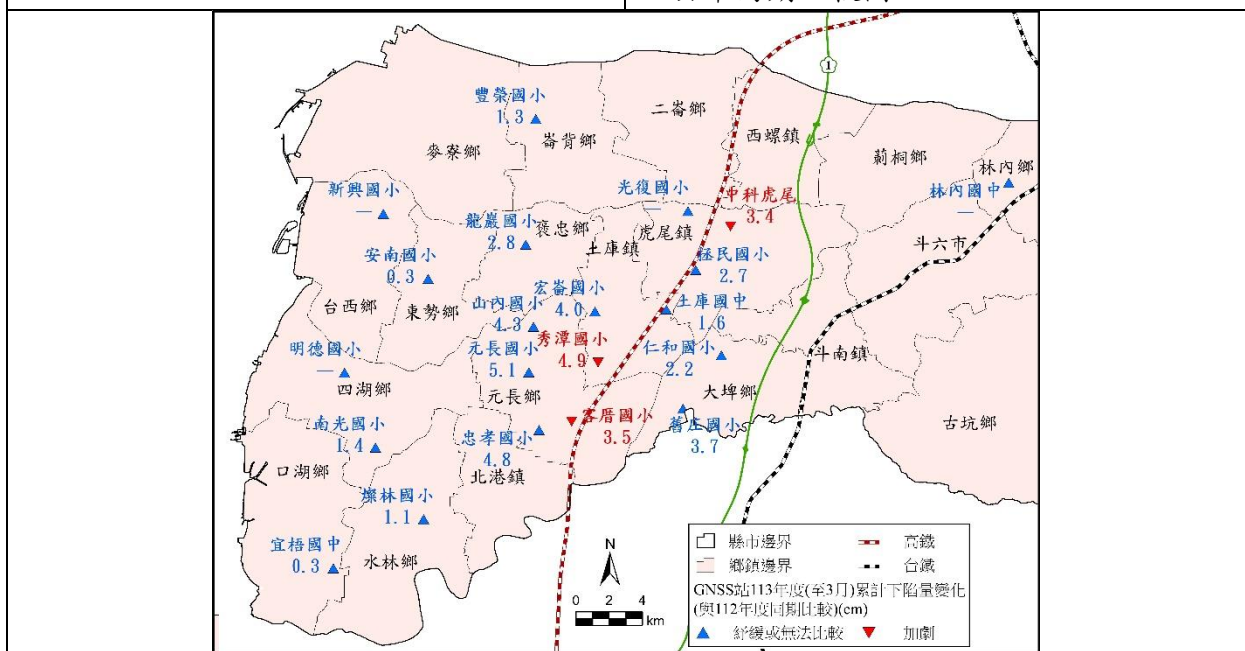 豐榮國小
1.3
二崙鄉
崙背鄉
西螺鎮
麥寮鄉
莿桐鄉
林內鄉
新興國小
—
光復國小
—
中科虎尾
3.4
林內國中
—
龍巖國小
2.8
褒忠鄉
土庫鎮
虎尾鎮
斗六市
安南國小
0.3
拯民國小
2.7
宏崙國小
4.0
台西鄉
東勢鄉
山內國小
4.3
土庫國中
1.6
秀潭國小
4.9
明德國小
—
元長國小
5.1
仁和國小
2.2
斗南鎮
四湖鄉
元長鄉
大埤鄉
南光國小
1.4
客厝國小
3.5
舊庄國小
3.7
古坑鄉
忠孝國小
4.8
口湖鄉
北港鎮
燦林國小
1.1
宜梧國中
0.3
水林鄉
1
N
0 2 4
km
縣市邊界
高鐵
鄉鎮邊界
台鐵
GNSS站113年度(至3月)累計下陷量變化
(與112年度同期比較)(cm)
紓緩或無法比較
加劇